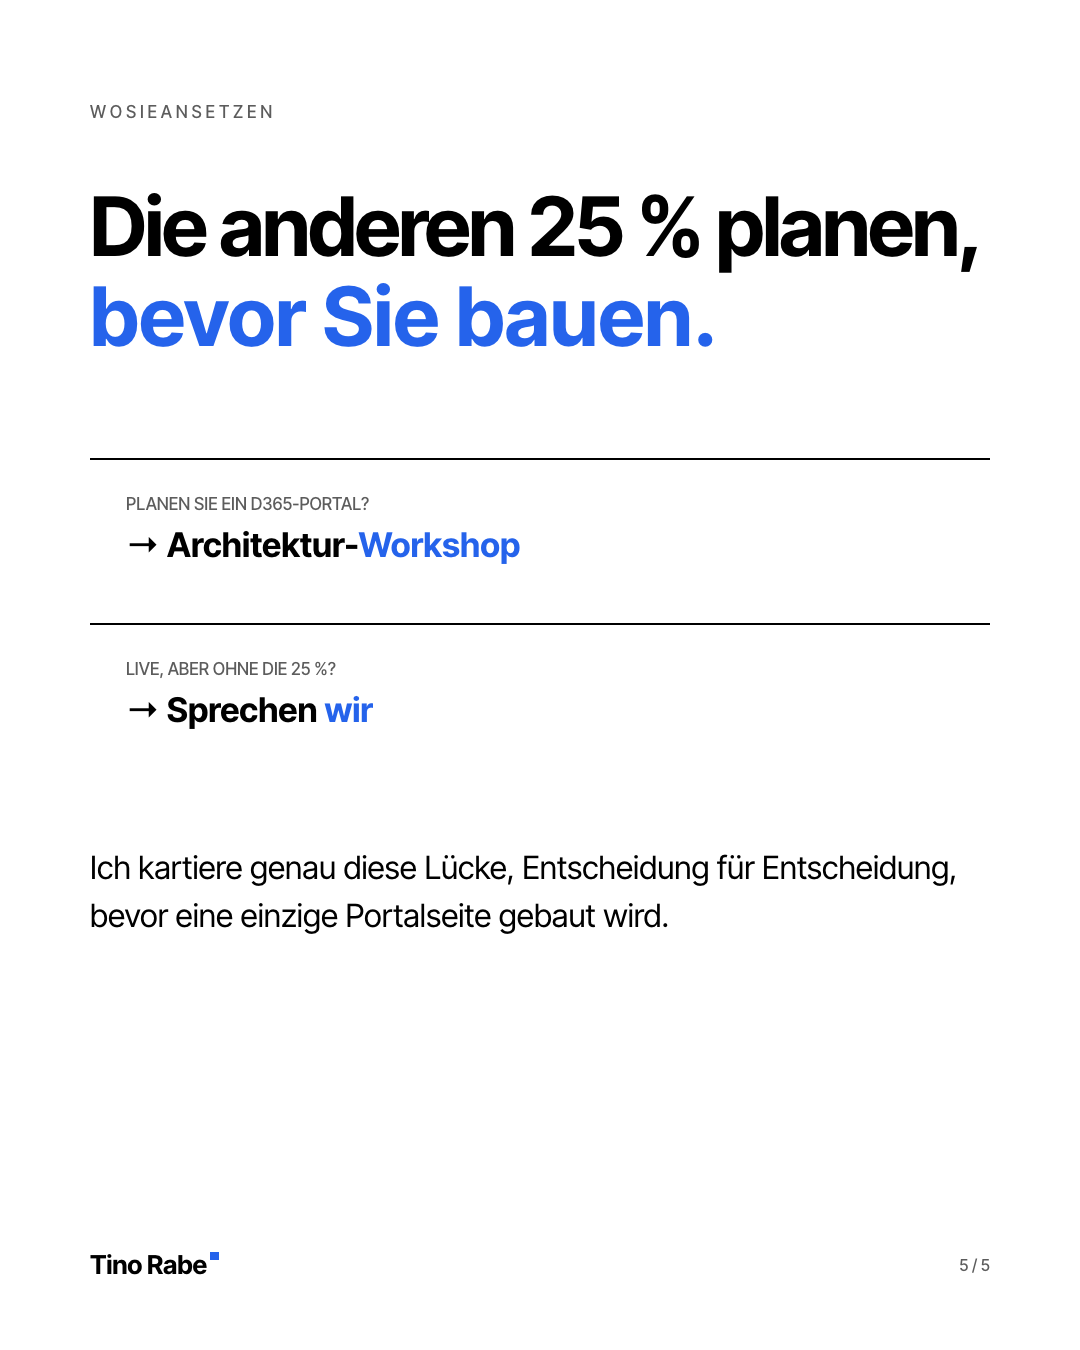 WOSIEANSETZEN
Die anderen 25 % planen,
bevor Sie bauen.
PLANEN SIE EIN D365-PORTAL?
→ Architektur-Workshop
LIVE, ABER OHNE DIE 25 %?
→ Sprechen wir
Ich kartiere genau diese Lücke, Entscheidung für Entscheidung,
bevor eine einzige Portalseite gebaut wird.
Tino Rabe
5 / 5